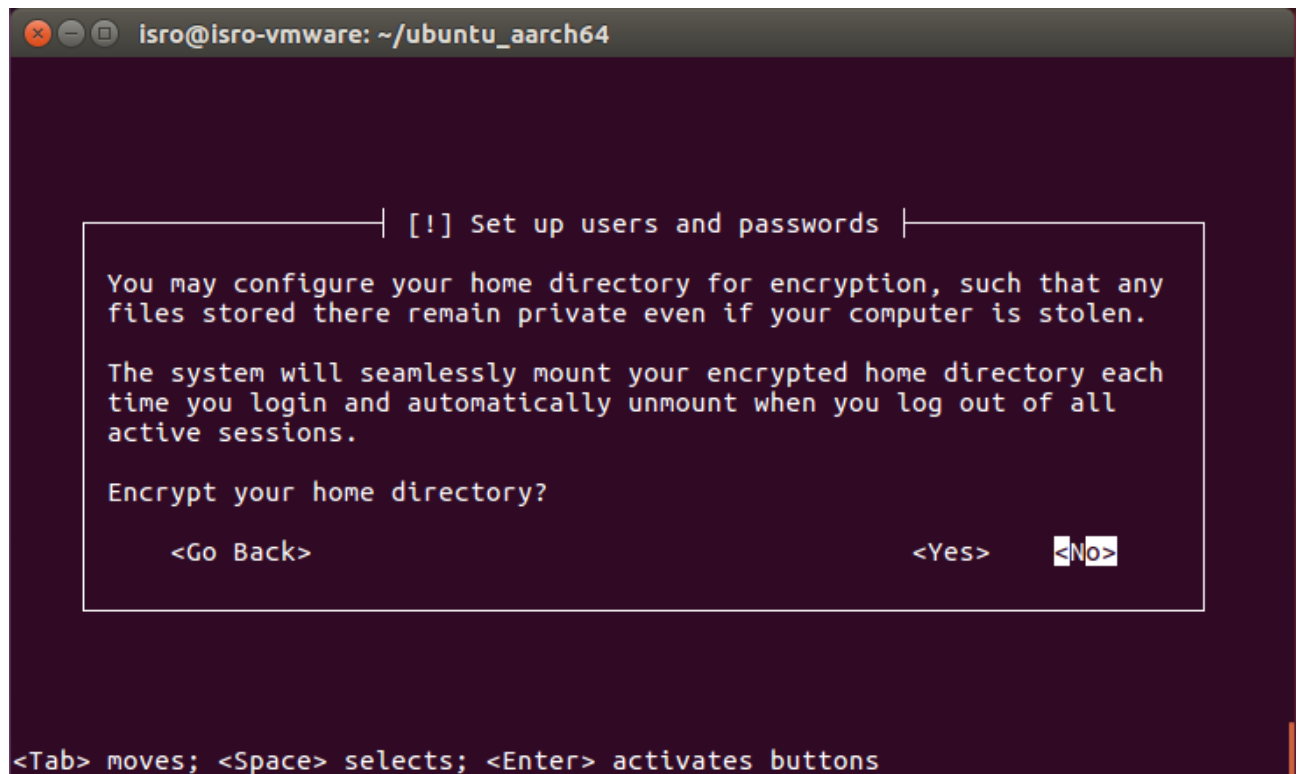 isro@isro-vmware: ~/ubuntu_aarch64
[!] Set up users and passwords
You may configure your home directory for encryption, such that any
files stored there remain private even if your computer is stolen.
The system will seamlessly mount your encrypted home directory each
time you login and automatically unmount when you log out of all
active sessions.
Encrypt your home directory?
<Go Back> <Yes> <No>
<Tab> moves; <Space> selects; <Enter> activates buttons